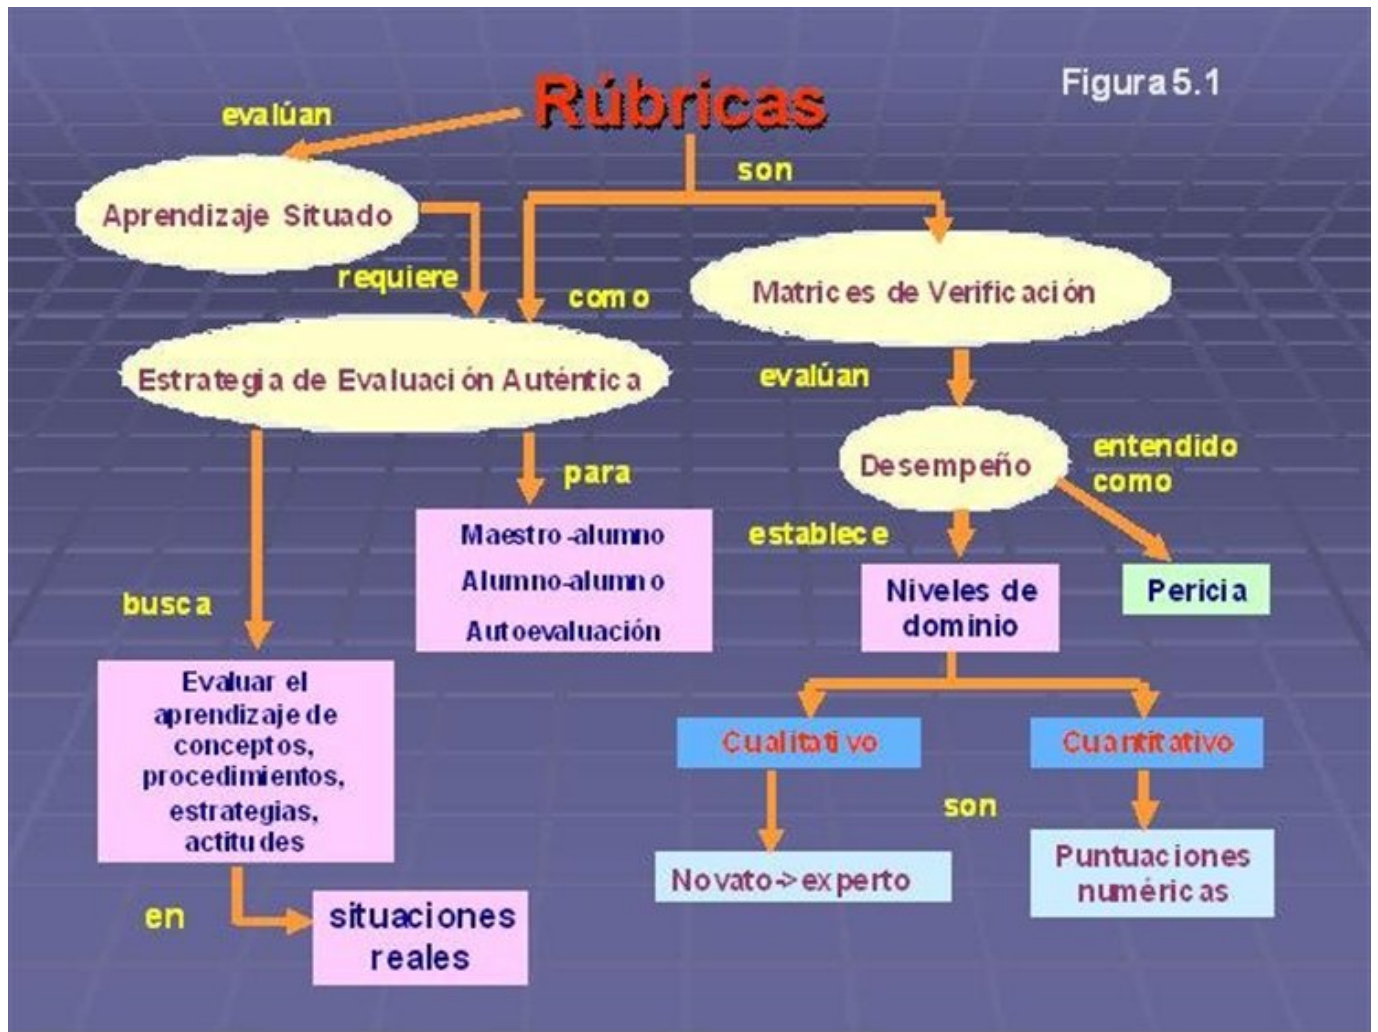 Rúbricas
Figura 5.1
evalúan
son
Aprendizaje Situado
requiere
como
Matrices de Verificación
Estrategia de Evaluación Auténtica
evalúan
Desempeño
entendido
como
para
establece
Maestro-alumno
Alumno-alumno
Autoevaluación
Niveles de
dominio
Pericia
busca
Evaluar el
aprendizaje de
conceptos,
procedimientos,
estrategias,
actitudes
Cualitativo
Cuantitativo
son
Novato->experto
Puntuaciones
numéricas
en
situaciones
reales